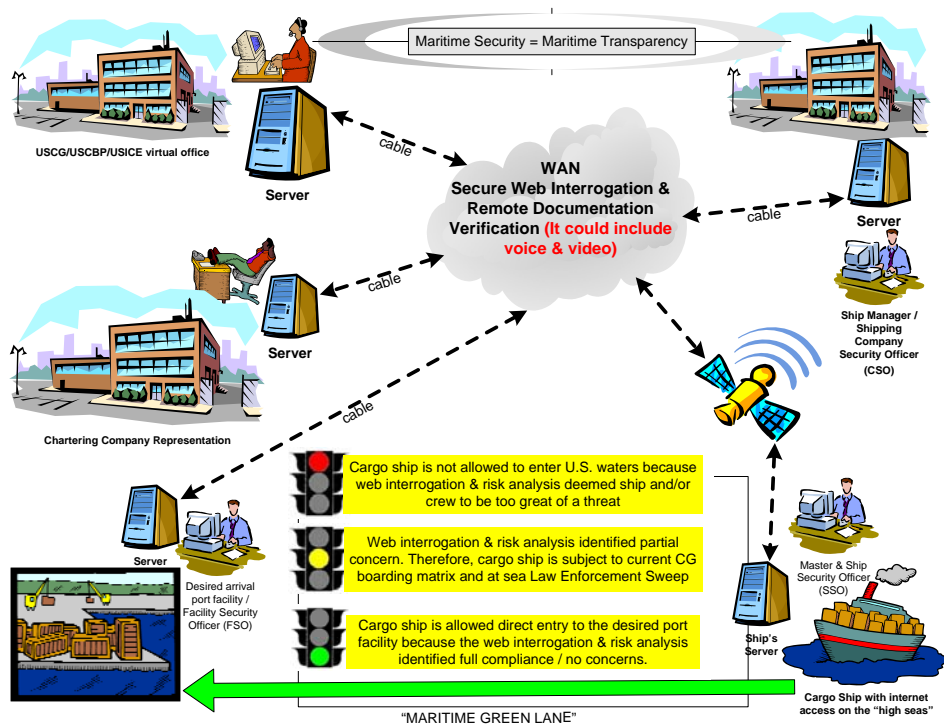 Maritime Security = Maritime Transparency
USCG/USCBP/USICE virtual office
Server
cable
WAN
Secure Web Interrogation &
Remote Documentation
Verification (It could include
voice & video)
cable
Server
Ship Manager /
Shipping
Company
Security Officer
(CSO)
cable
Server
Chartering Company Representation
cable
Server
Desired arrival
port facility /
Facility Security
Officer (FSO)
Cargo ship is not allowed to enter U.S. waters because
web interrogation & risk analysis deemed ship and/or
crew to be too great of a threat
Web interrogation & risk analysis identified partial
concern. Therefore, cargo ship is subject to current CG
boarding matrix and at sea Law Enforcement Sweep
Cargo ship is allowed direct entry to the desired port
facility because the web interrogation & risk analysis
identified full compliance / no concerns.
Master & Ship
Security Officer
(SSO)
Ship's
Server
Cargo Ship with internet
access on the “high seas”
“MARITIME GREEN LANE”